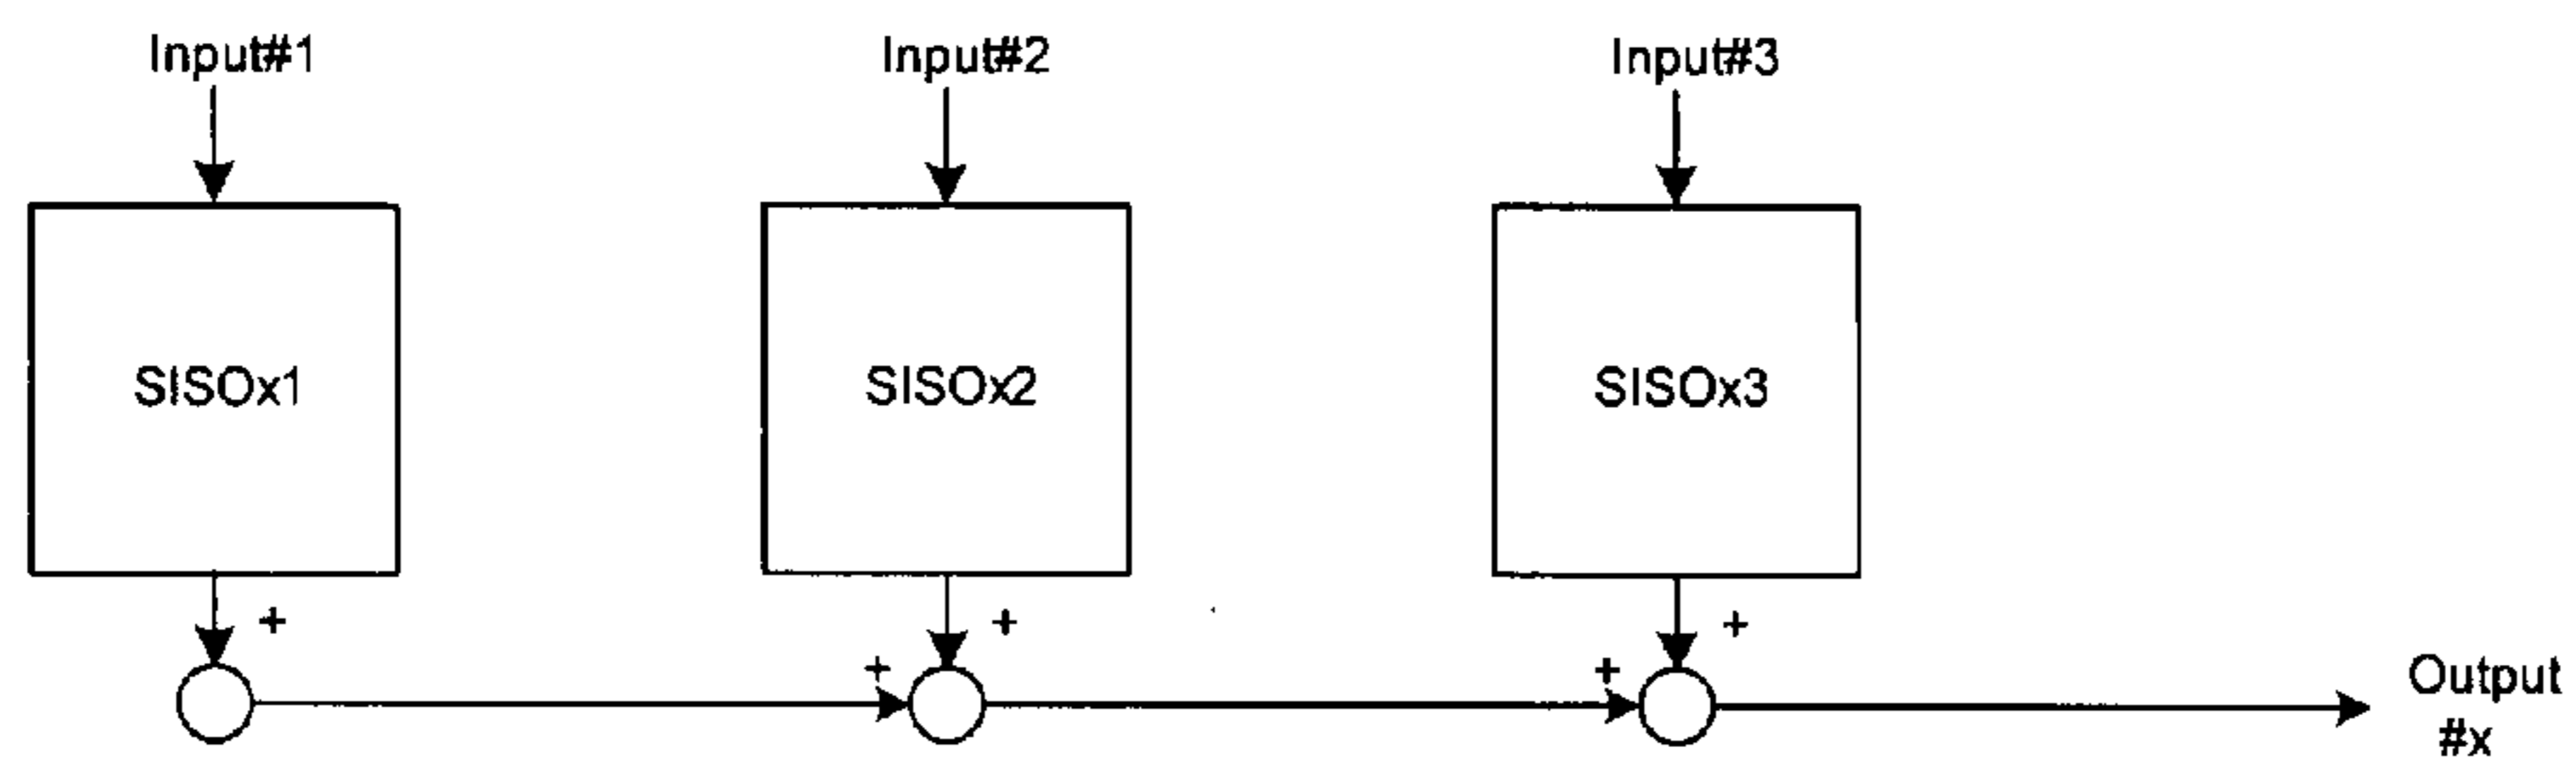 Input#1
Input#2
Input#3
SISOx1
SISOx2
SISOx3
+
+
+
+
+
Output
#x